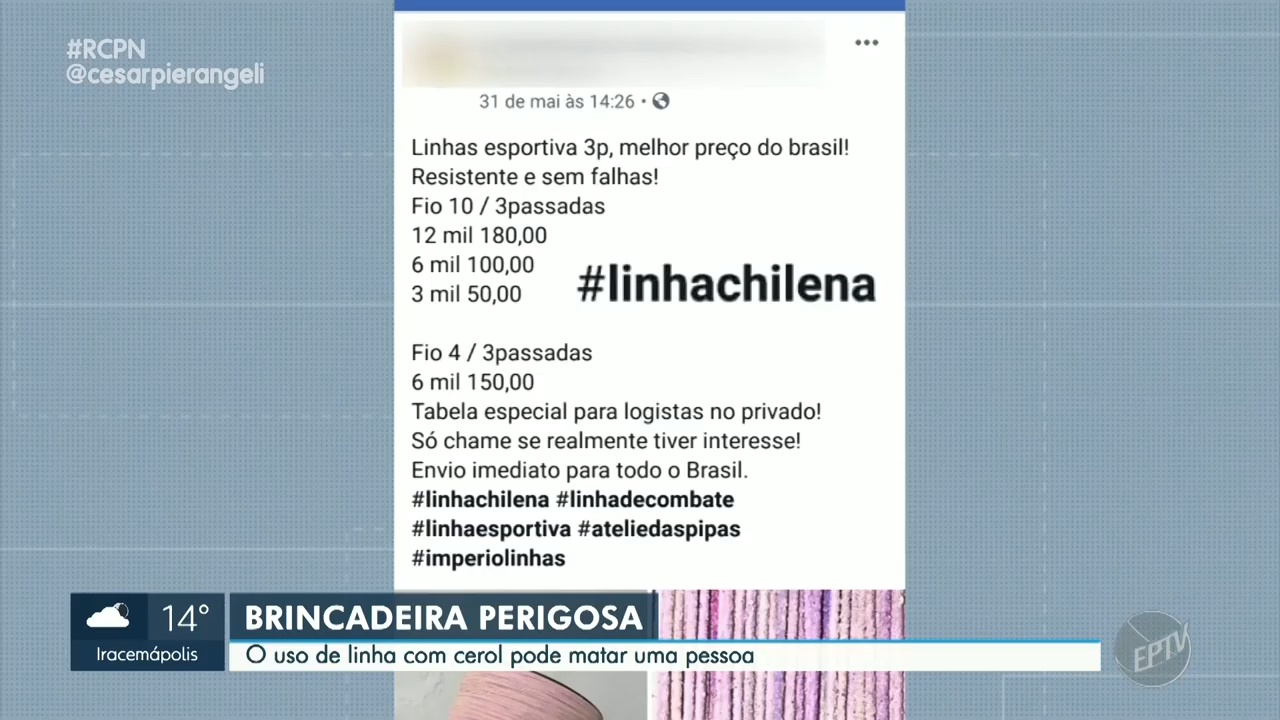 #RCPN
@cesarpierangeli
31 de mai às 14:26 •
Linhas esportiva 3p, melhor preço do brasil!
Resistente e sem falhas!
Fio 10 / 3passadas
12 mil 180,00
6 mil 100,00
3 mil 50,00
#linhachilena
Fio 4 / 3passadas
6 mil 150,00
Tabela especial para logistas no privado!
Só chame se realmente tiver interesse!
Envio imediato para todo o Brasil.
#linhachilena #linhadecombate
#linhaesportiva #ateliedaspipas
#imperiolinhas
14°
Iracemápolis
BRINCADEIRA PERIGOSA
O uso de linha com cerol pode matar uma pessoa
EPTV